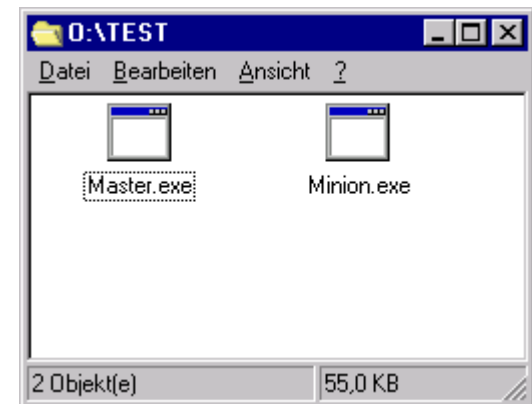 O:\TEST
Datei Bearbeiten Ansicht ?
Master.exe Minion.exe
2 Objekt(e) 55,0 KB